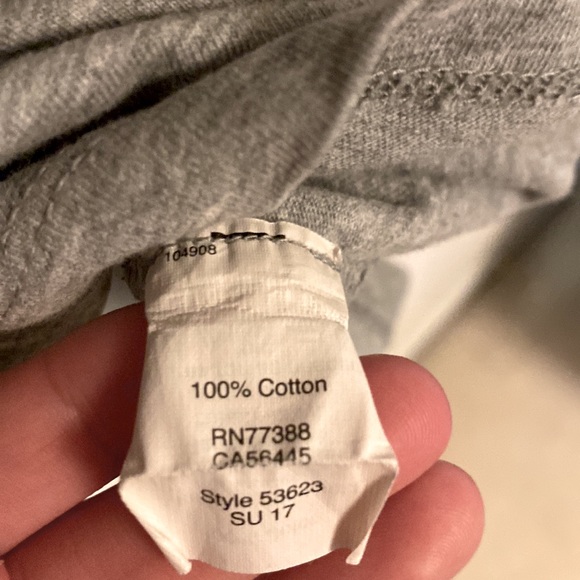 104908
100% Cotton
RN77388
CA56445
Style 53623
SU 17